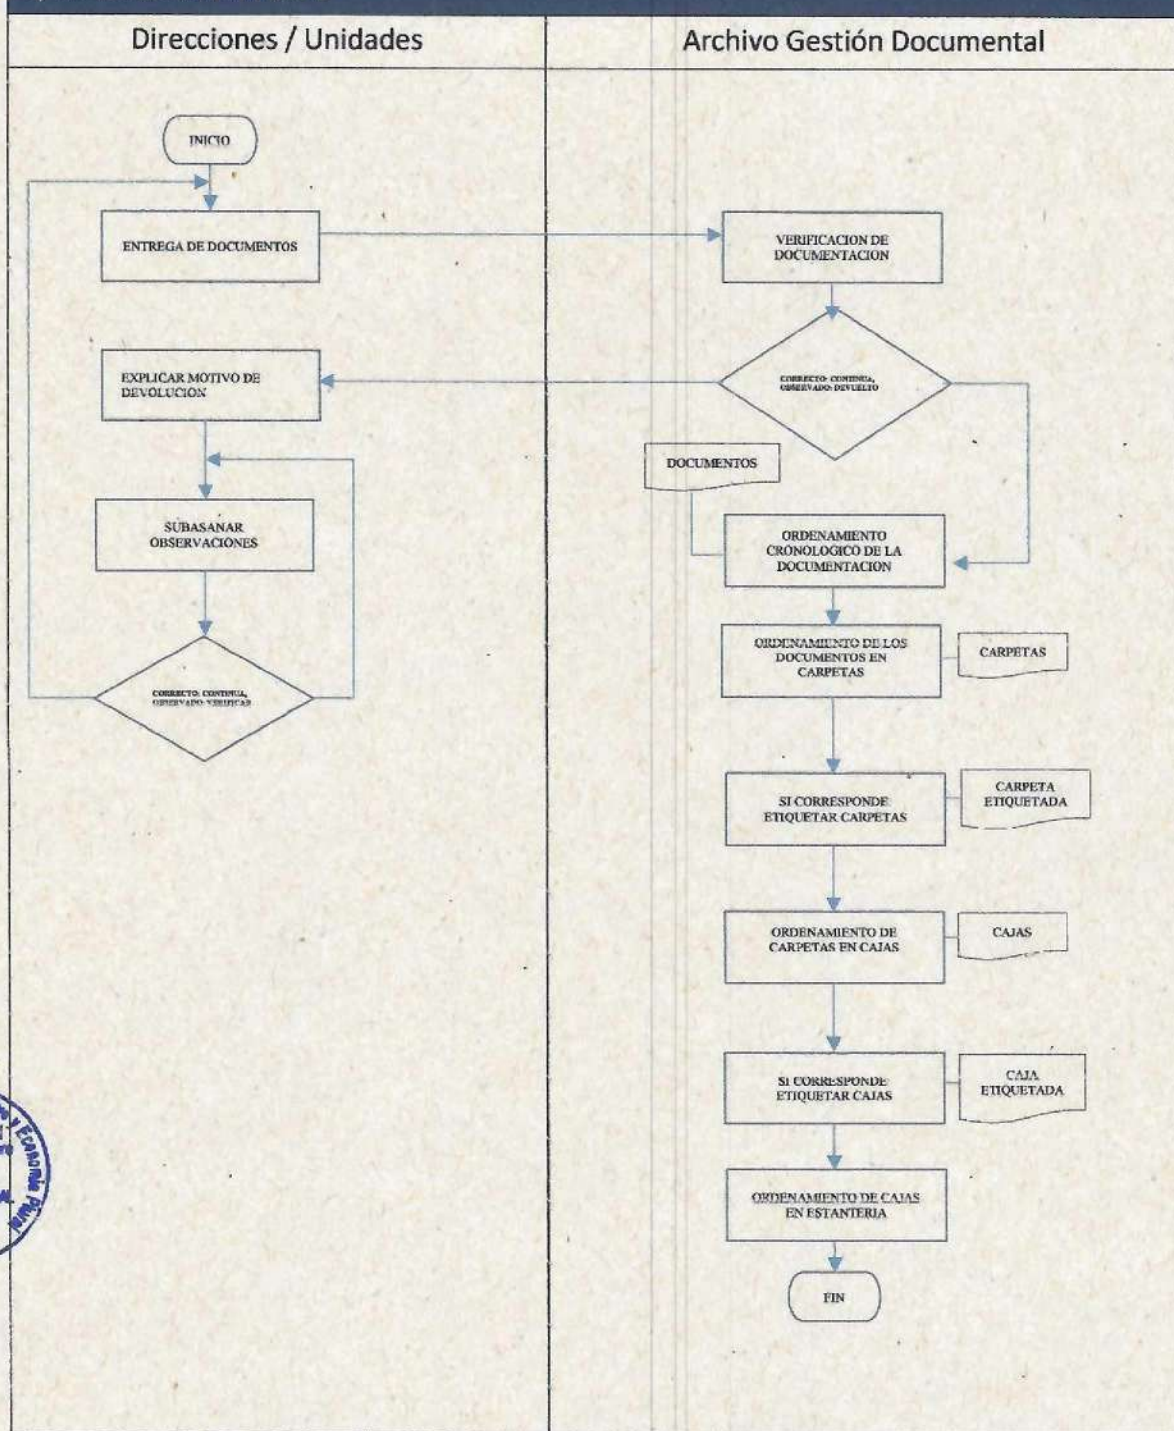 Direcciones / Unidades
Archivo Gestión Documental
INICIO
ENTREGA DE DOCUMENTOS
VERIFICACION DE
DOCUMENTACION
EXPLICAR MOTIVO DE
DEVOLUCION
CORRECTO: CONTINUA,
OBSERVADO: DEVUELTO
DOCUMENTOS
SUBASANAR
OBSERVACIONES
ORDENAMIENTO
CRONOLOGICO DE LA
DOCUMENTACION
CORRECTO: CONTINUA,
OBSERVADO: VERIFICAR
ORDENAMIENTO DE LOS
DOCUMENTOS EN
CARPETAS
CARPETAS
SI CORRESPONDE
ETIQUETAR CARPETAS
CARPETA
ETIQUETADA
ORDENAMIENTO DE
CARPETAS EN CAJAS
CAJAS
SI CORRESPONDE
ETIQUETAR CAJAS
CAJA
ETIQUETADA
y Economía Plural
ORDENAMIENTO DE CAJAS
EN ESTANTERIA
FIN